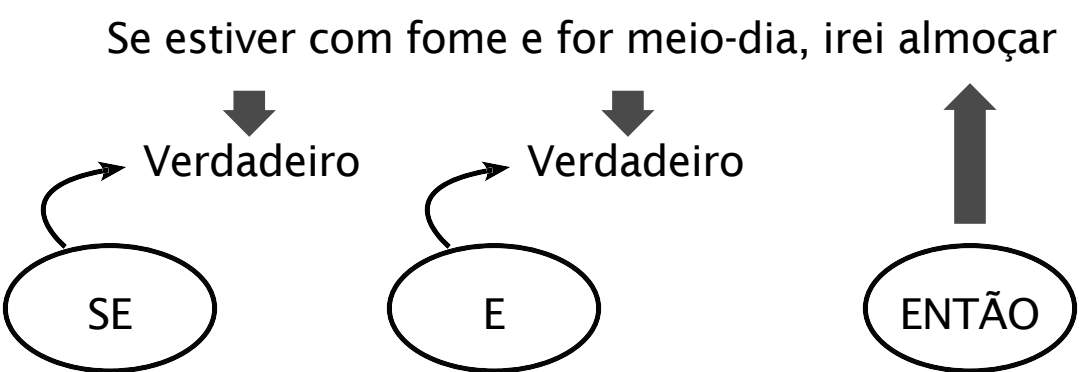 Se estiver com fome e for meio-dia, irei almoçar
Verdadeiro Verdadeiro
SE E ENTÃO